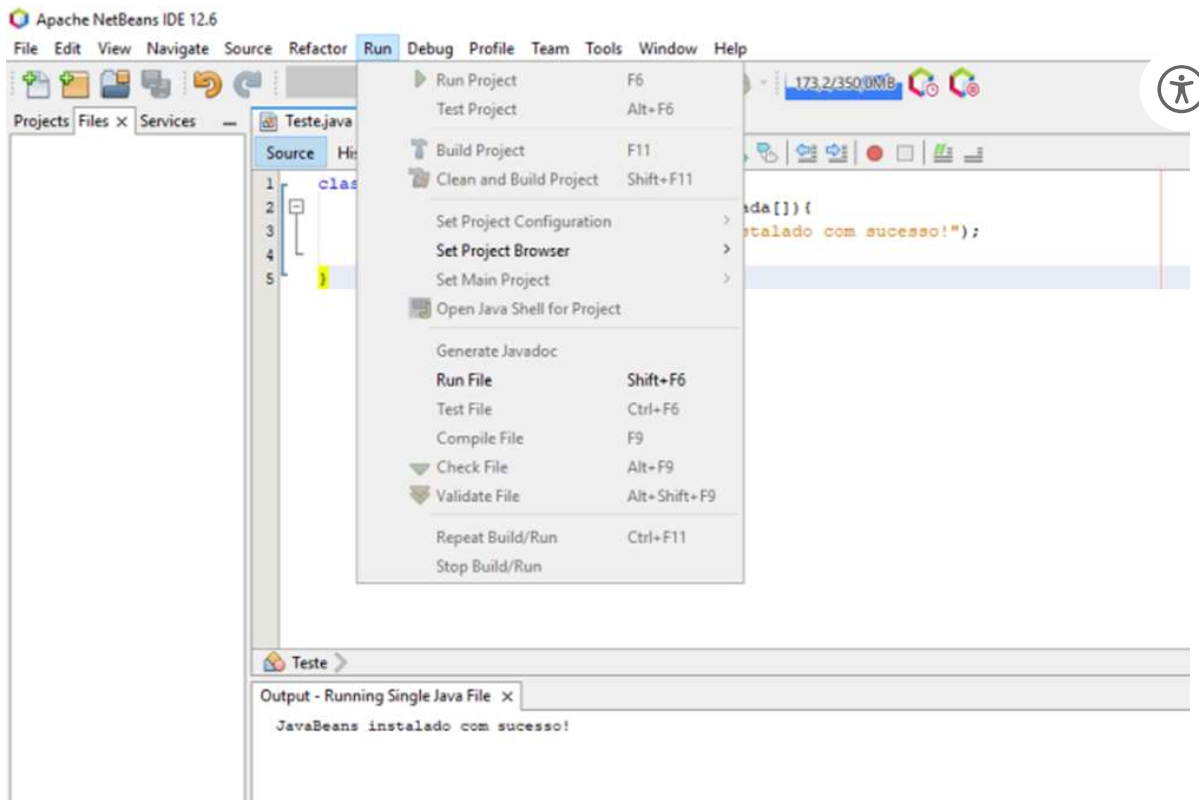 Apache NetBeans IDE 12.6
File Edit View Navigate Source Refactor Run Debug Profile Team Tools Window Help
173,2/350,0MB
Projects Files × Services
Teste.java
Source
Run Project F6
Test Project Alt+F6
Build Project F11
Clean and Build Project Shift+F11
Set Project Configuration
Set Project Browser
Set Main Project
Open Java Shell for Project
Generate Javadoc
Run File Shift+F6
Test File Ctrl+F6
Compile File F9
Check File Alt+F9
Validate File Alt+Shift+F9
Repeat Build/Run Ctrl+F11
Stop Build/Run
1 clas
2 ada[]){
3 stalado com sucesso!");
4
5 }
Teste
Output - Running Single Java File ×
JavaBeans instalado com sucesso!